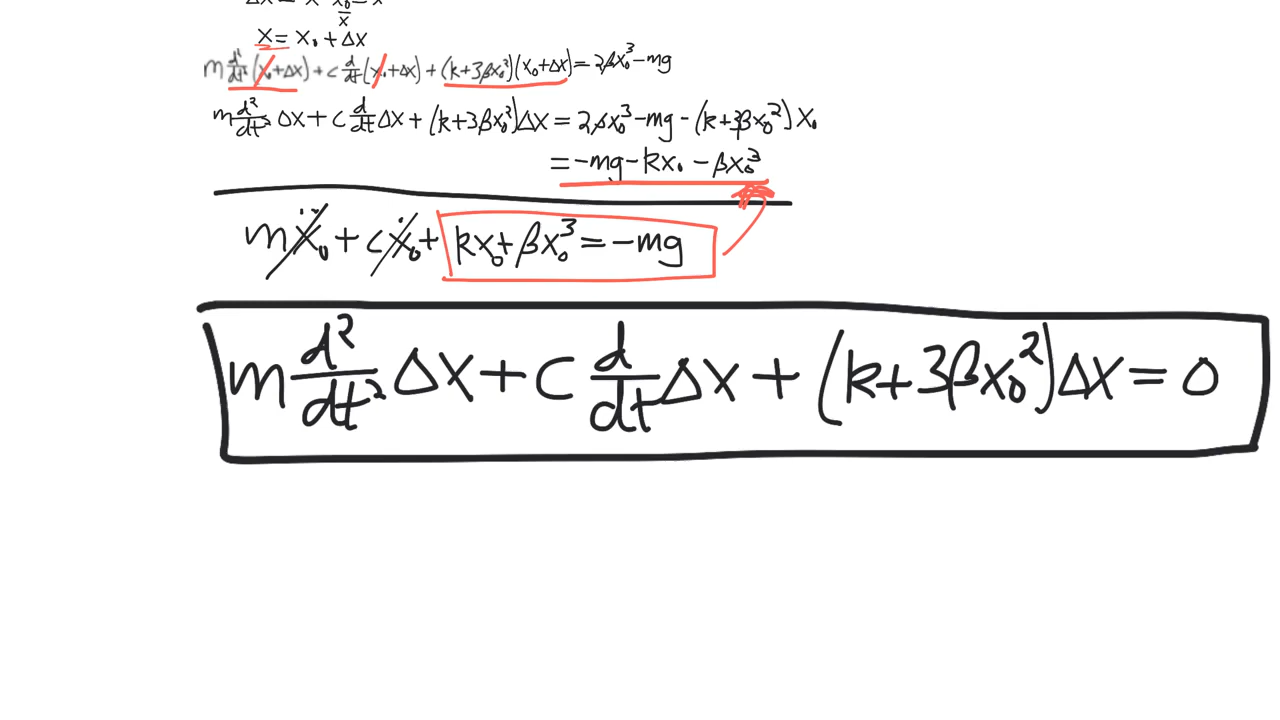 x̄
x = x₀ + Δx
m d²/dt² (x₀+Δx) + c d/dt (x₀+Δx) + (k+3βx₀²)(x₀+Δx) = 2βx₀³ - mg
m d²/dt² Δx + c d/dt Δx + (k+3βx₀²)Δx = 2βx₀³ - mg - (k+3βx₀²)x₀
= -mg - kx₀ - βx₀³
mẍ₀ + cẋ₀ + kx₀ + βx₀³ = -mg
m d²/dt² Δx + c d/dt Δx + (k+3βx₀²)Δx = 0